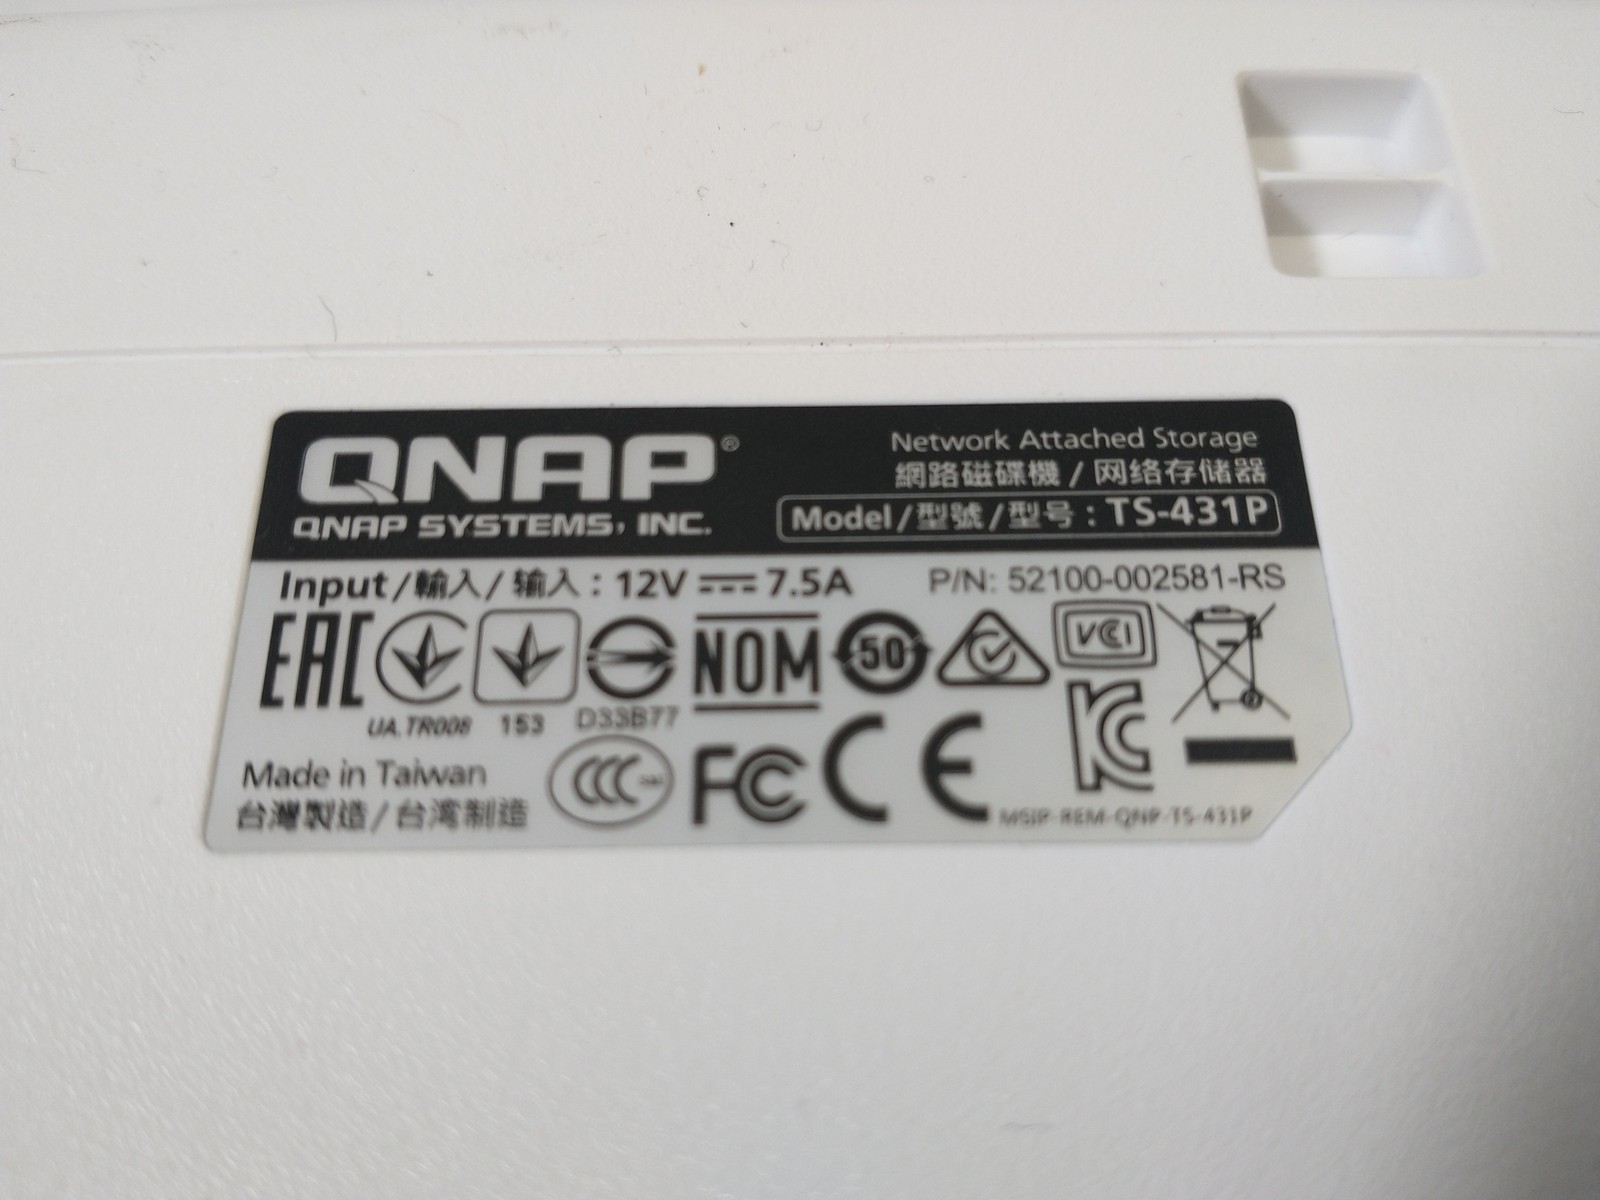 QNAP®
QNAP SYSTEMS, INC.
Network Attached Storage
網路磁碟機 / 网络存储器
Model/型號/型号：TS-431P
Input/輸入/输入：12V ⎓ 7.5A
P/N: 52100-002581-RS
EAC
UA.TR008
153
D33B77
NOM
50
VCI
Made in Taiwan
台灣製造/台湾制造
CCC
FC
CE
KC
MSIP-REM-QNP-TS-431P